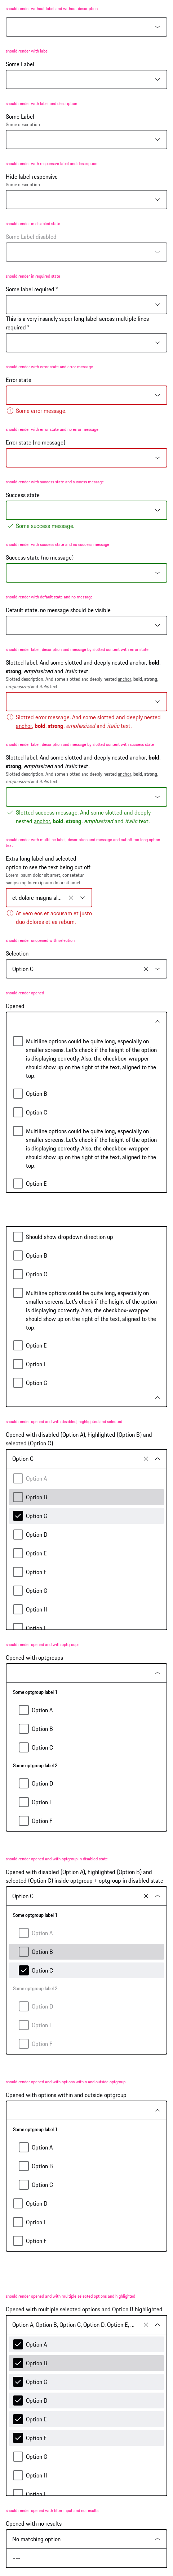 should render without label and without description
should render with label
Some Label
should render with label and description
Some Label
Some description
should render with responsive label and description
Hide label responsive
Some description
should render in disabled state
Some Label disabled
should render in required state
Some label required *
This is a very insanely super long label across multiple lines
required *
should render with error state and error message
Error state
Some error message.
should render with error state and no error message
Error state (no message)
should render with success state and success message
Success state
Some success message.
should render with success state and no success message
Success state (no message)
should render with default state and no message
Default state, no message should be visible
should render label, description and message by slotted content with error state
Slotted label. And some slotted and deeply nested anchor, bold,
strong, emphasized and italic text.
Slotted description. And some slotted and deeply nested anchor, bold, strong,
emphasized and italic text.
Slotted error message. And some slotted and deeply nested
anchor, bold, strong, emphasized and italic text.
should render label, description and message by slotted content with success state
Slotted label. And some slotted and deeply nested anchor, bold,
strong, emphasized and italic text.
Slotted description. And some slotted and deeply nested anchor, bold, strong,
emphasized and italic text.
Slotted success message. And some slotted and deeply
nested anchor, bold, strong, emphasized and italic text.
should render with multiline label, description and message and cut off too long option
text
Extra long label and selected
option to see the text being cut off
Lorem ipsum dolor sit amet, consetetur
sadipscing lorem ipsum dolor sit amet
et dolore magna al...
At vero eos et accusam et justo
duo dolores et ea rebum.
should render unopened with selection
Selection
Option C
should render opened
Opened
Multiline options could be quite long, especially on
smaller screens. Let's check if the height of the option
is displaying correctly. Also, the checkbox-wrapper
should show up on the right of the text, aligned to the
top.
Option B
Option C
Multiline options could be quite long, especially on
smaller screens. Let's check if the height of the option
is displaying correctly. Also, the checkbox-wrapper
should show up on the right of the text, aligned to the
top.
Option E
Should show dropdown direction up
Option B
Option C
Multiline options could be quite long, especially on
smaller screens. Let's check if the height of the option
is displaying correctly. Also, the checkbox-wrapper
should show up on the right of the text, aligned to the
top.
Option E
Option F
Option G
should render opened and with disabled, highlighted and selected
Opened with disabled (Option A), highlighted (Option B) and
selected (Option C)
Option C
Option A
Option B
Option C
Option D
Option E
Option F
Option G
Option H
Option I
should render opened and with optgroups
Opened with optgroups
Some optgroup label 1
Option A
Option B
Option C
Some optgroup label 2
Option D
Option E
Option F
should render opened and with optgroup in disabled state
Opened with disabled (Option A), highlighted (Option B) and
selected (Option C) inside optgroup + optgroup in disabled state
Option C
Some optgroup label 1
Option A
Option B
Option C
Some optgroup label 2
Option D
Option E
Option F
should render opened and with options within and outside optgroup
Opened with options within and outside optgroup
Some optgroup label 1
Option A
Option B
Option C
Option D
Option E
Option F
should render opened and with multiple selected options and highlighted
Opened with multiple selected options and Option B highlighted
Option A, Option B, Option C, Option D, Option E, ...
Option A
Option B
Option C
Option D
Option E
Option F
Option G
Option H
Option I
should render opened with filter input and no results
Opened with no results
No matching option
---